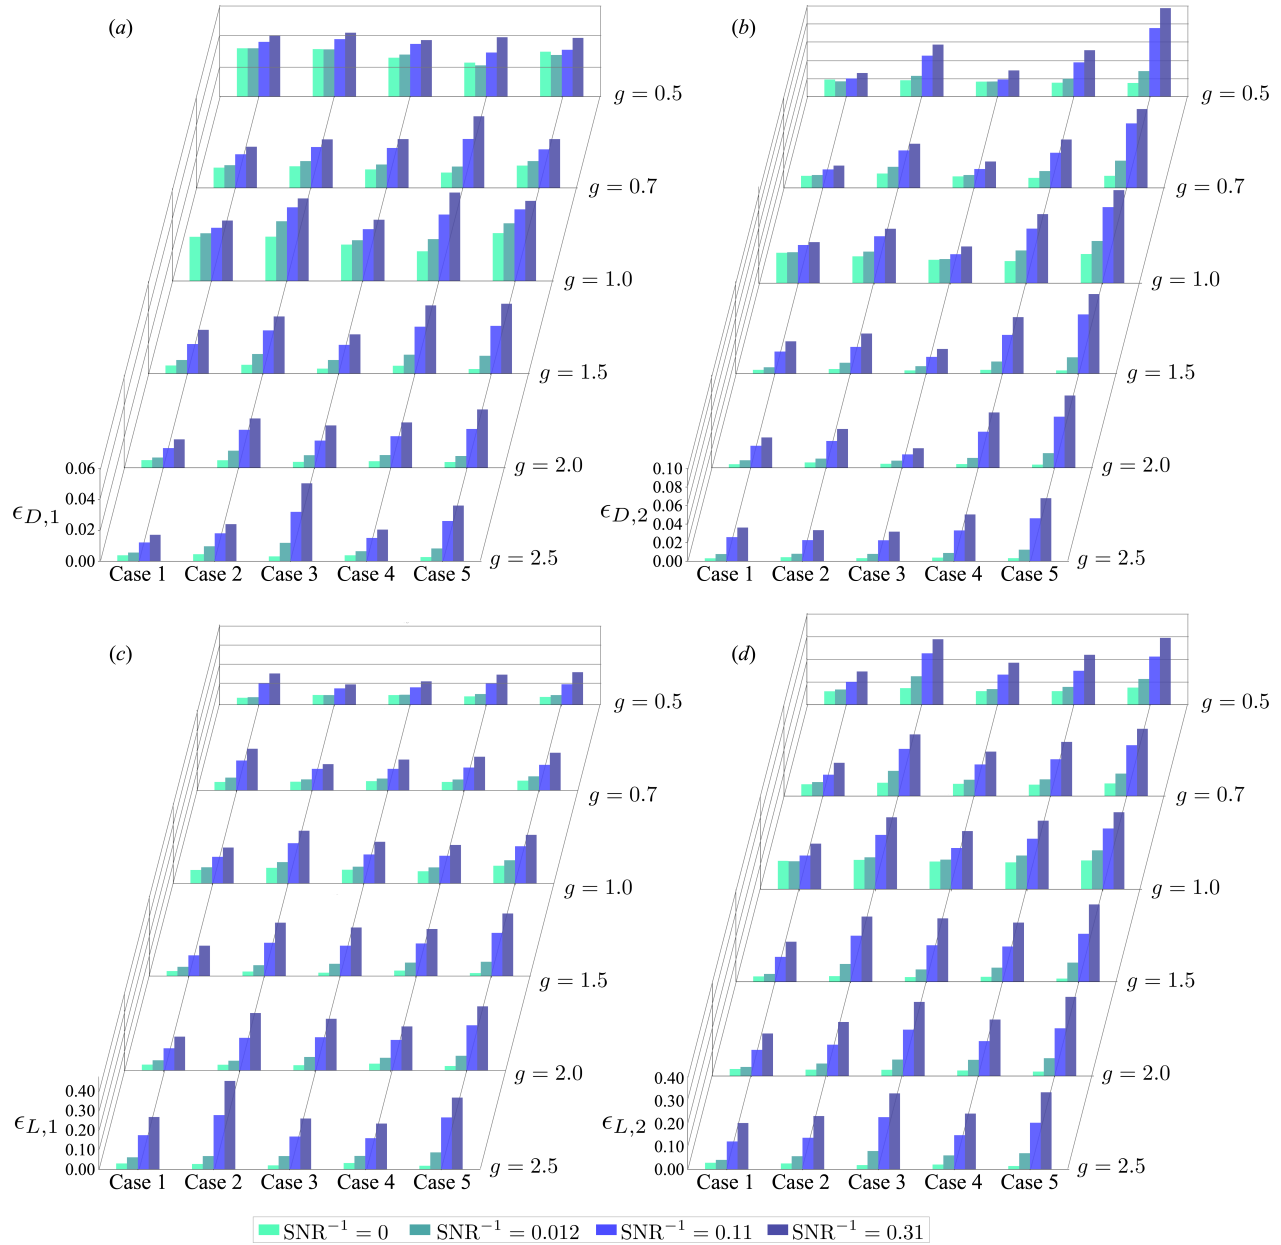 (a)
g = 0.5
g = 0.7
g = 1.0
g = 1.5
g = 2.0
g = 2.5
0.06
0.04
0.02
0.00
ϵ_{D,1}
Case 1 Case 2 Case 3 Case 4 Case 5
(b)
g = 0.5
g = 0.7
g = 1.0
g = 1.5
g = 2.0
g = 2.5
0.10
0.08
0.06
0.04
0.02
0.00
ϵ_{D,2}
Case 1 Case 2 Case 3 Case 4 Case 5
(c)
g = 0.5
g = 0.7
g = 1.0
g = 1.5
g = 2.0
g = 2.5
0.40
0.30
0.20
0.10
0.00
ϵ_{L,1}
Case 1 Case 2 Case 3 Case 4 Case 5
(d)
g = 0.5
g = 0.7
g = 1.0
g = 1.5
g = 2.0
g = 2.5
0.40
0.30
0.20
0.10
0.00
ϵ_{L,2}
Case 1 Case 2 Case 3 Case 4 Case 5
SNR⁻¹ = 0 SNR⁻¹ = 0.012 SNR⁻¹ = 0.11 SNR⁻¹ = 0.31